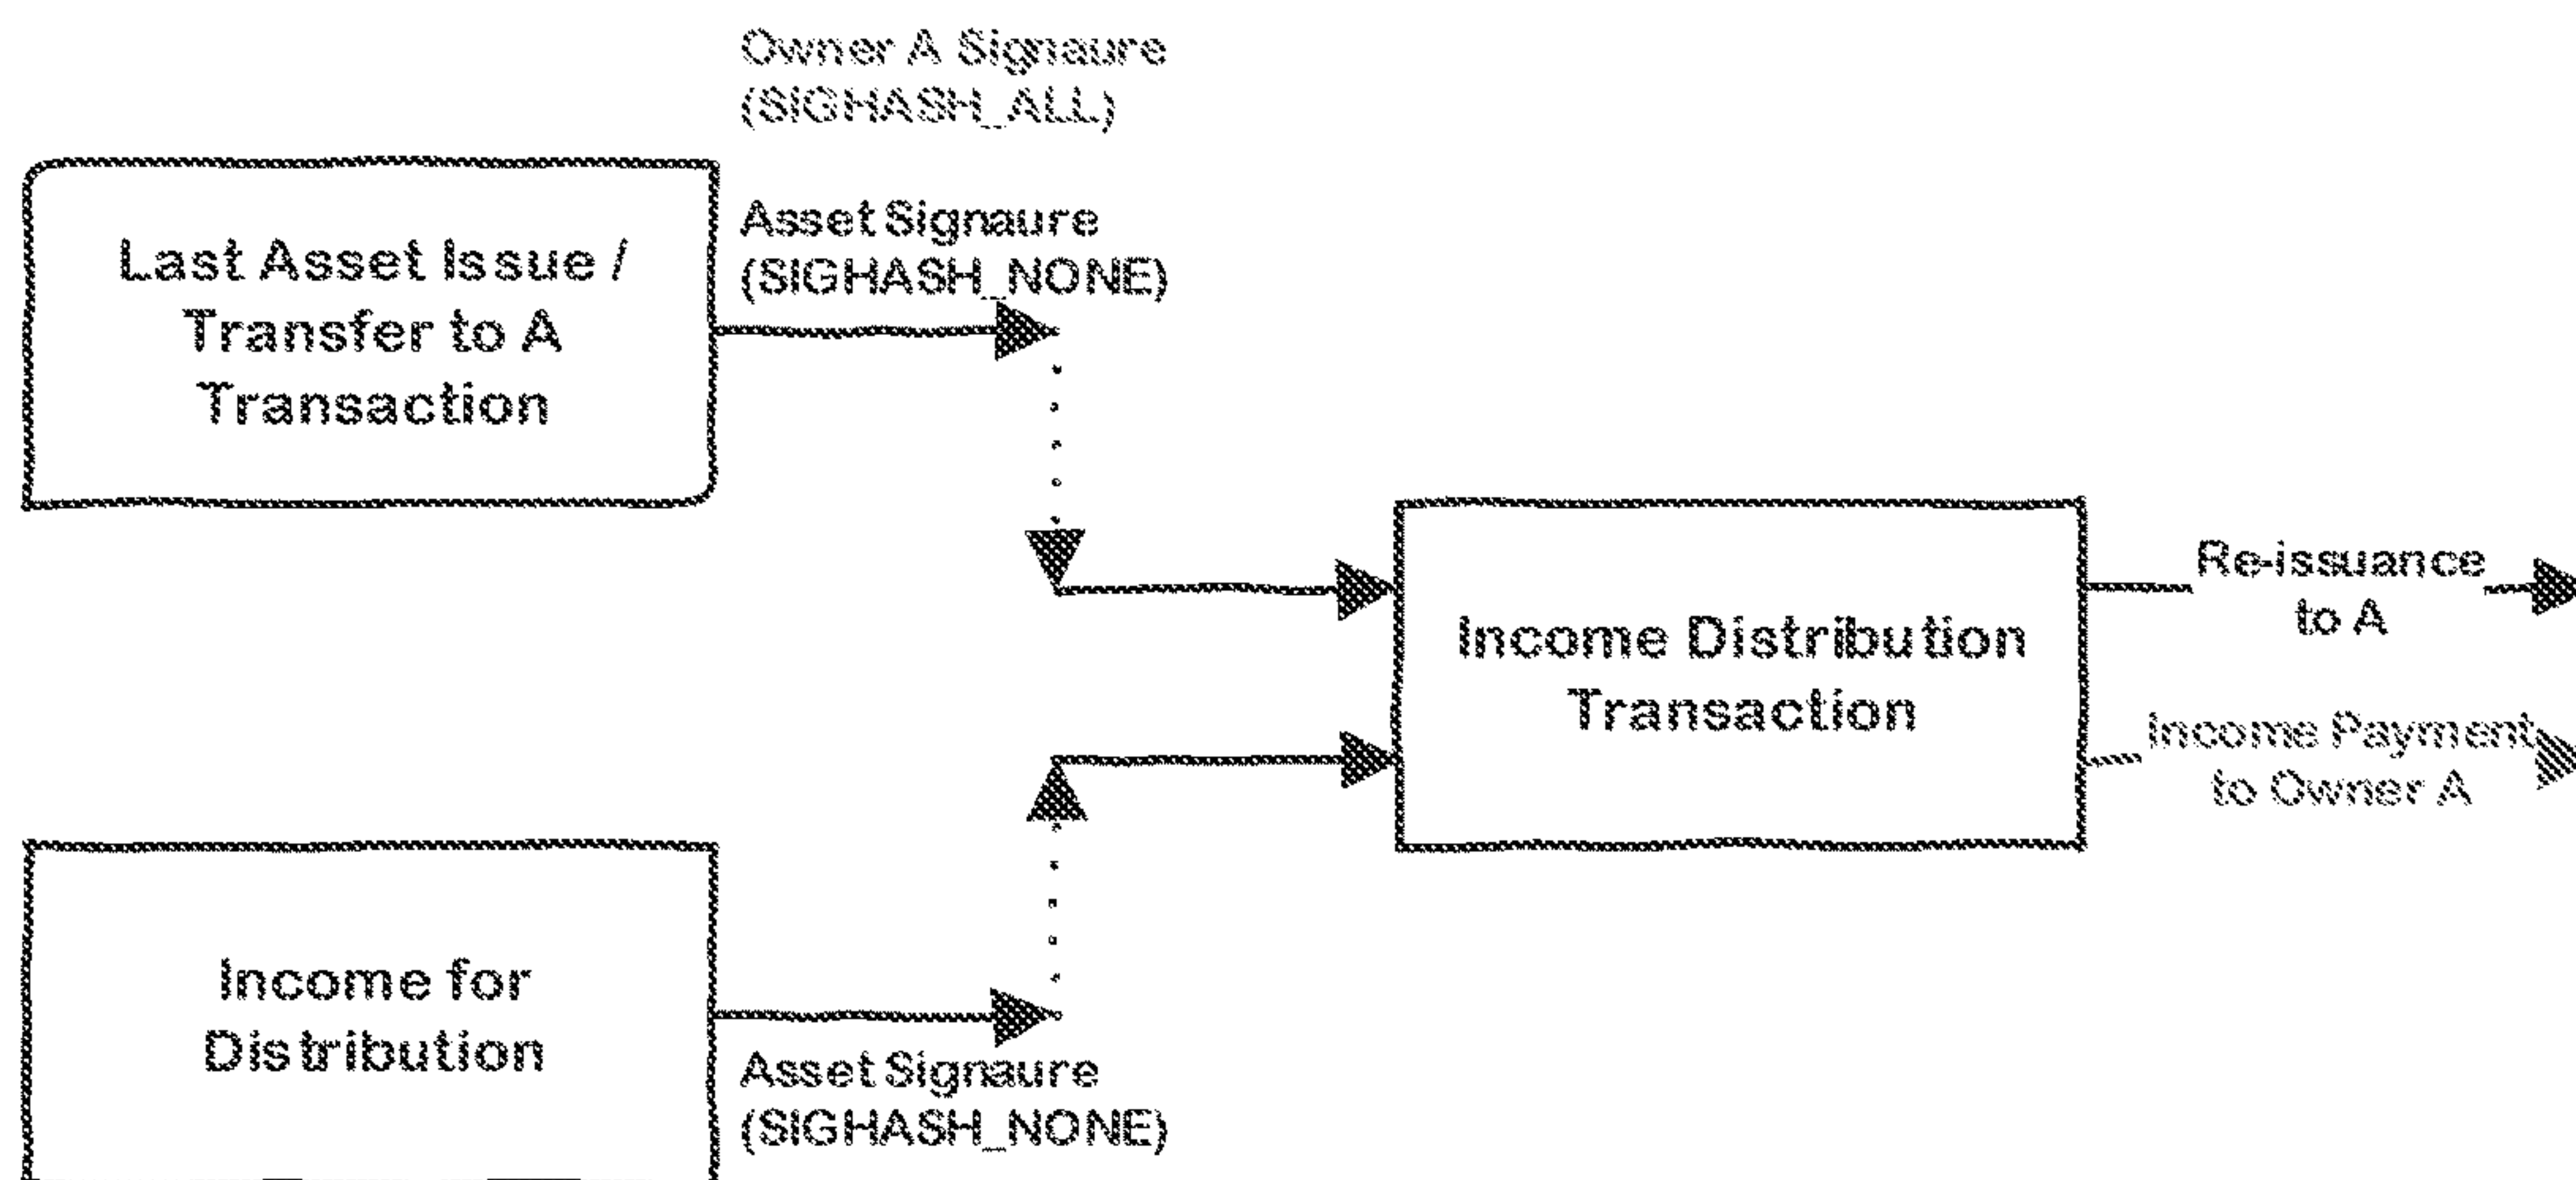 Owner A Signaure
(SIGHASH_ALL)
Asset Signaure
(SIGHASH_NONE)
Last Asset Issue /
Transfer to A
Transaction
Re-issuance
to A
Income Distribution
Transaction
Income Payment
to Owner A
Income for
Distribution
Asset Signaure
(SIGHASH_NONE)